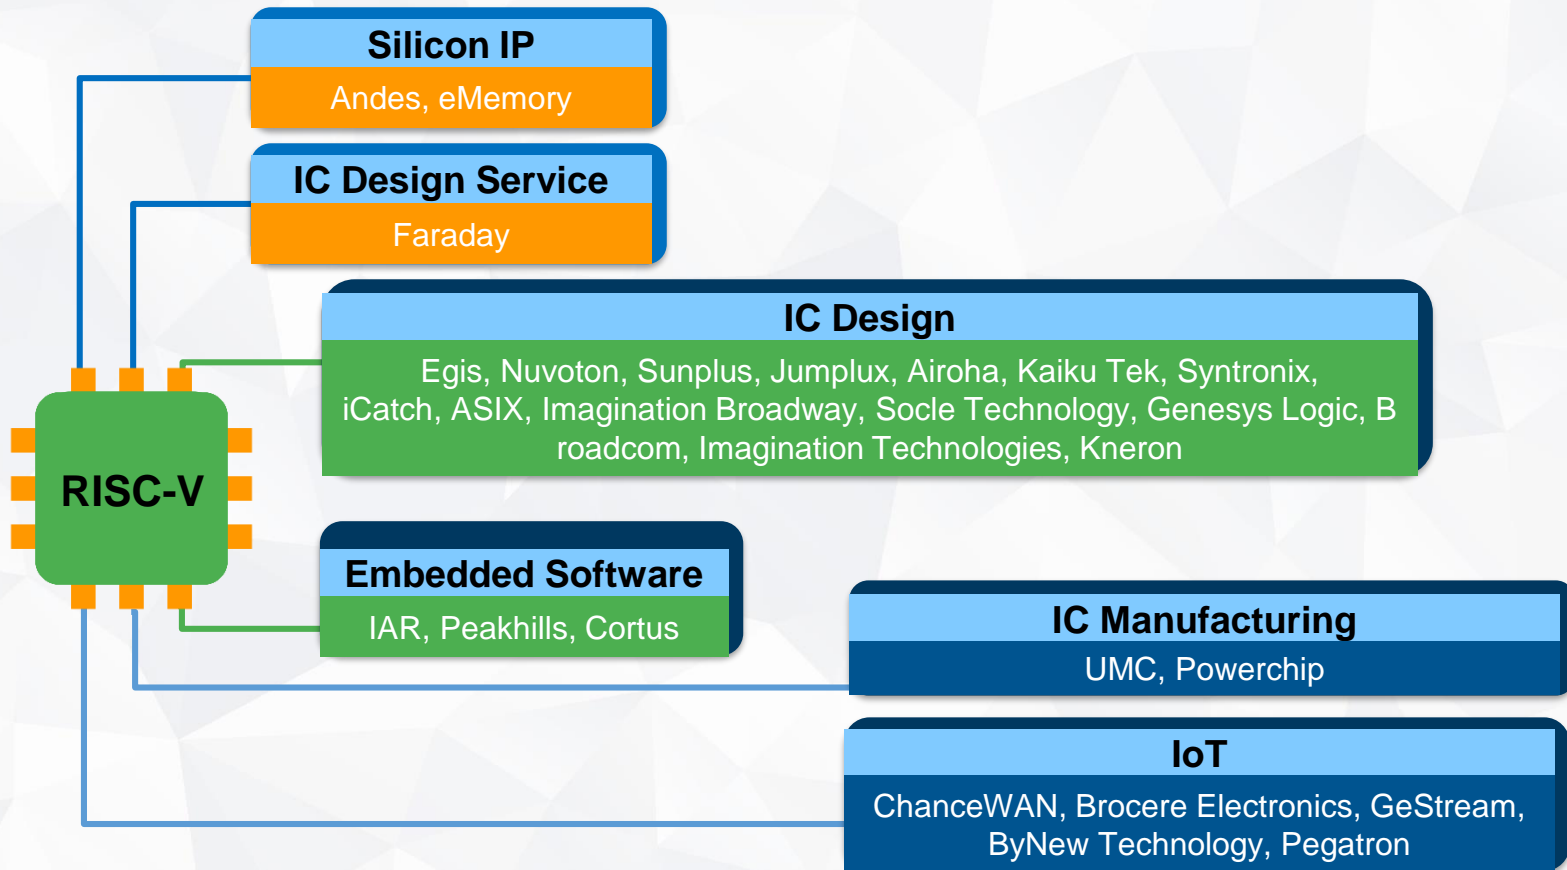 Silicon IP
Andes, eMemory
IC Design Service
Faraday
IC Design
Egis, Nuvoton, Sunplus, Jumplux, Airoha, Kaiku Tek, Syntronix,
iCatch, ASIX, Imagination Broadway, Socle Technology, Genesys Logic, B
roadcom, Imagination Technologies, Kneron
RISC-V
Embedded Software
IAR, Peakhills, Cortus
IC Manufacturing
UMC, Powerchip
IoT
ChanceWAN, Brocere Electronics, GeStream,
ByNew Technology, Pegatron